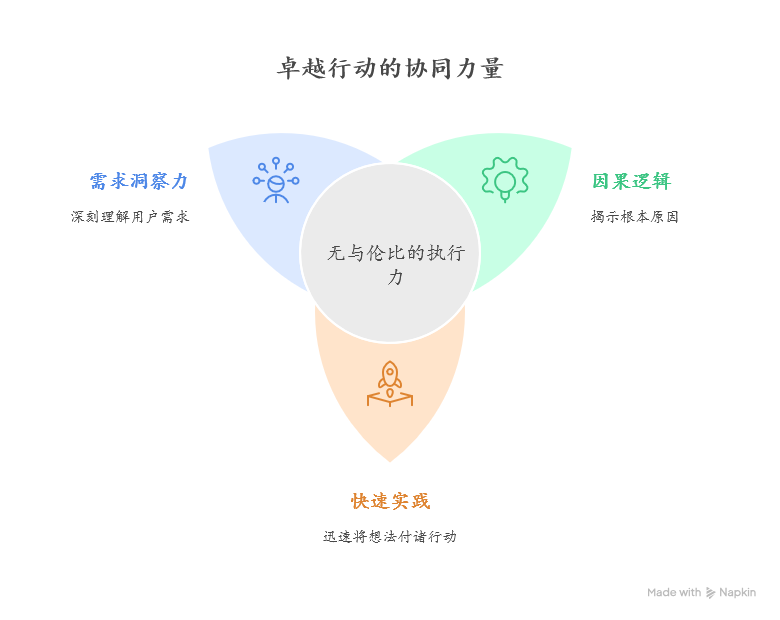 卓越行动的协同力量
需求洞察力
深刻理解用户需求
因果逻辑
揭示根本原因
无与伦比的执行
力
快速实践
迅速将想法付诸行动
Made with Napkin